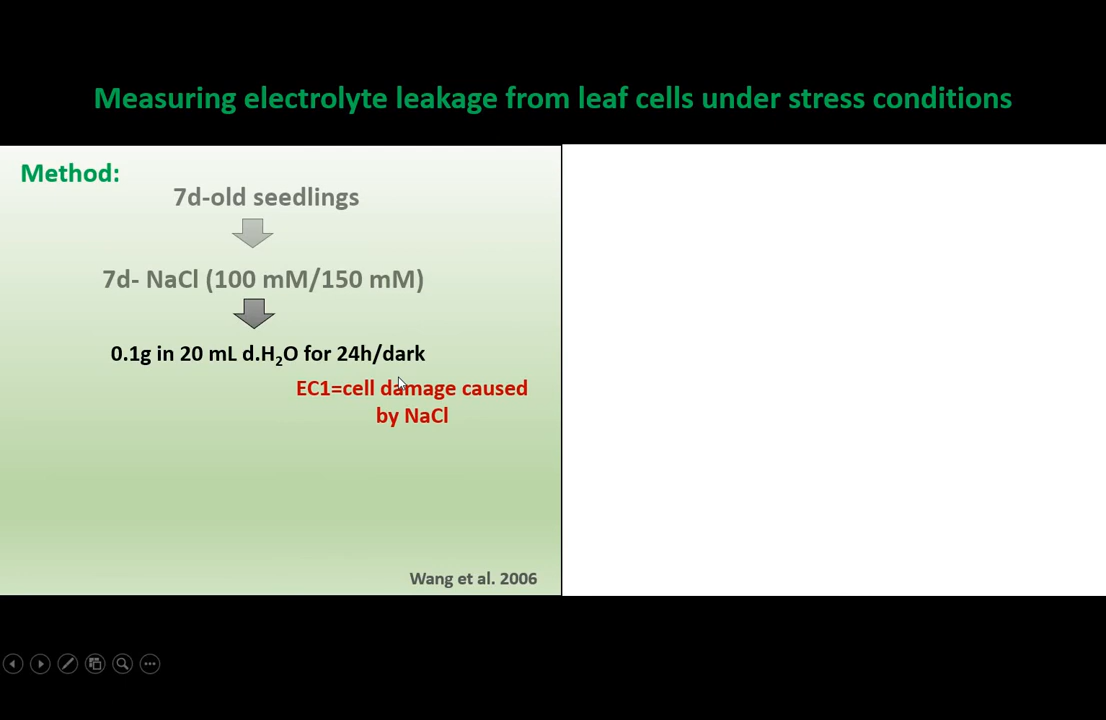 Measuring electrolyte leakage from leaf cells under stress conditions
Method:
7d-old seedlings
7d- NaCl (100 mM/150 mM)
0.1g in 20 mL d.H₂O for 24h/dark
EC1=cell damage caused
by NaCl
Wang et al. 2006